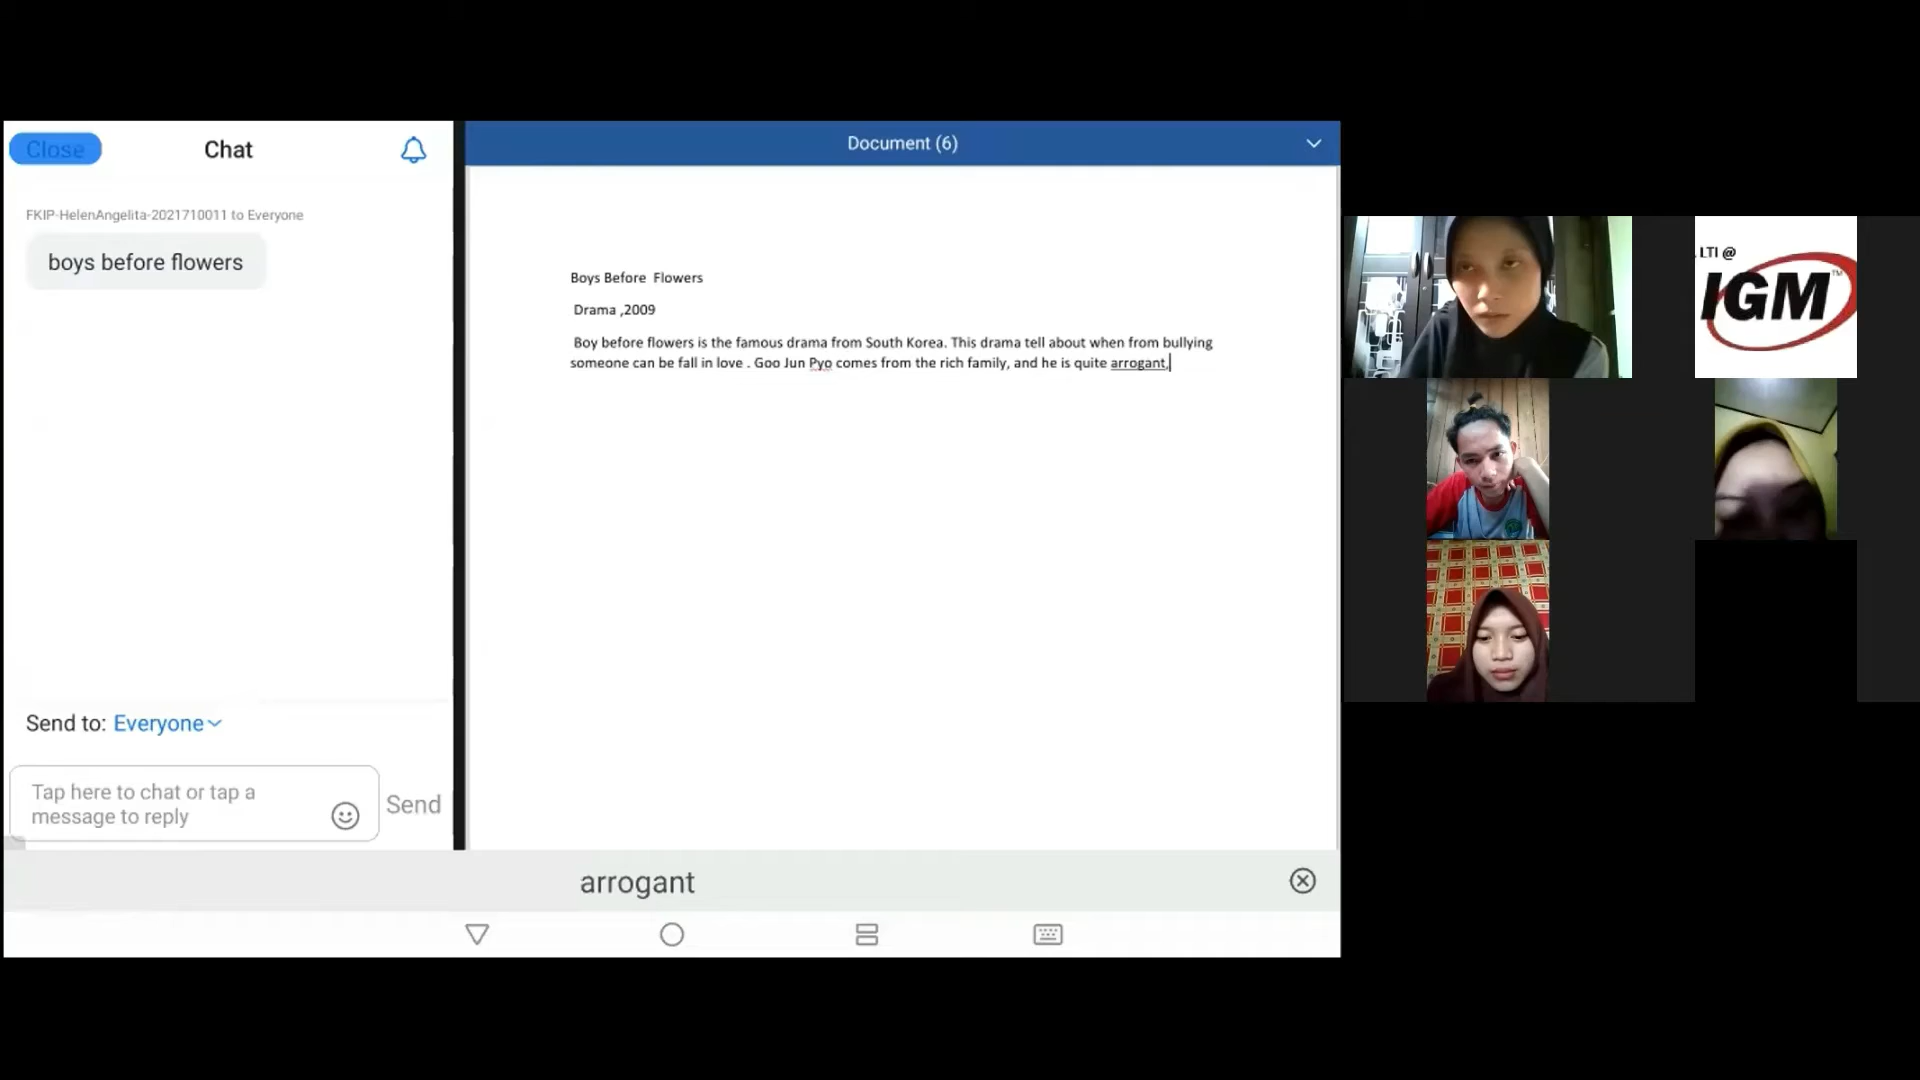 Close
Chat
FKIP-HelenAngelita-2021710011 to Everyone
boys before flowers
Send to: Everyone
Tap here to chat or tap a
message to reply
Send
Document (6)
Boys Before  Flowers
Drama ,2009
Boy before flowers is the famous drama from South Korea. This drama tell about when from bullying
someone can be fall in love . Goo Jun Pyo comes from the rich family, and he is quite arrogant,
arrogant
LTI @
IGM
TM